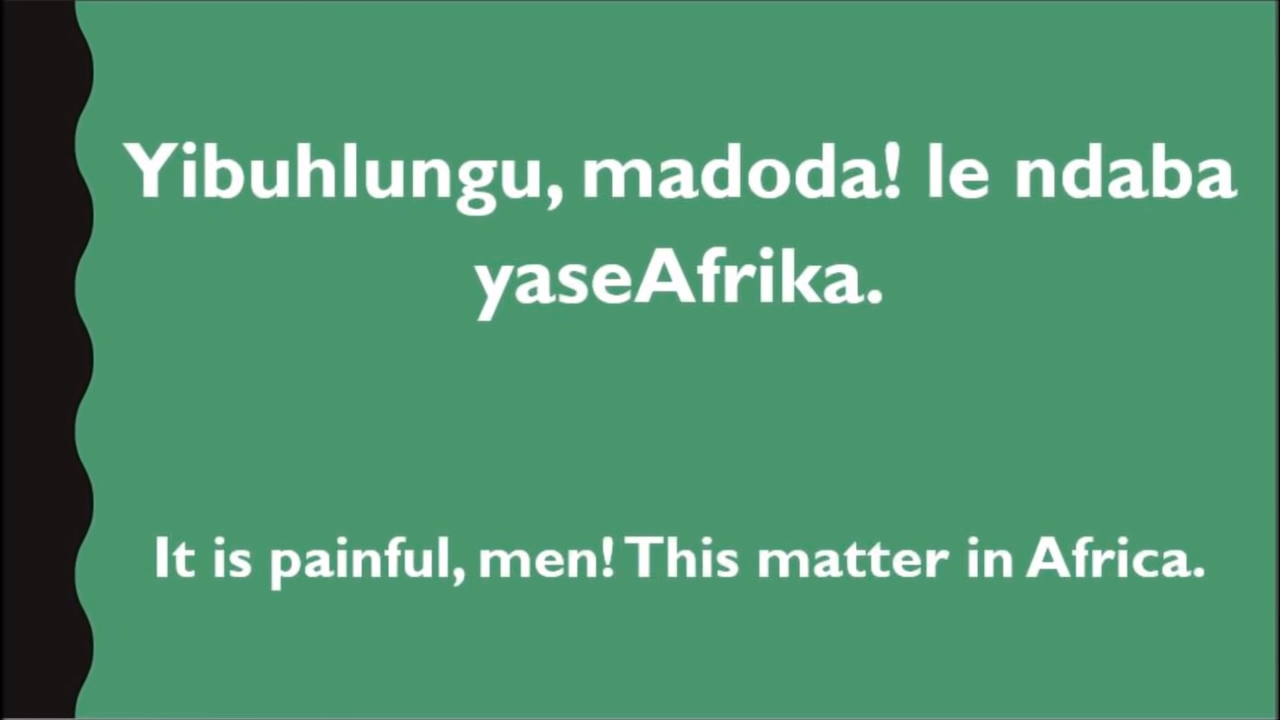 Yibuhlungu, madoda! le ndaba
yaseAfrika.
It is painful, men! This matter in Africa.